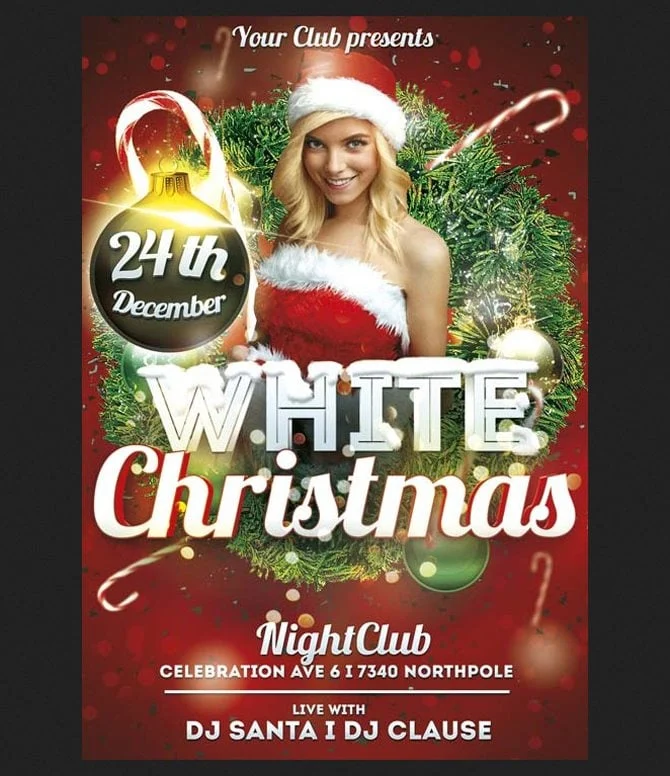 Your Club presents
24th
December
WHITE
Christmas
NightClub
CELEBRATION AVE 6 I 7340 NORTHPOLE
LIVE WITH
DJ SANTA I DJ CLAUSE